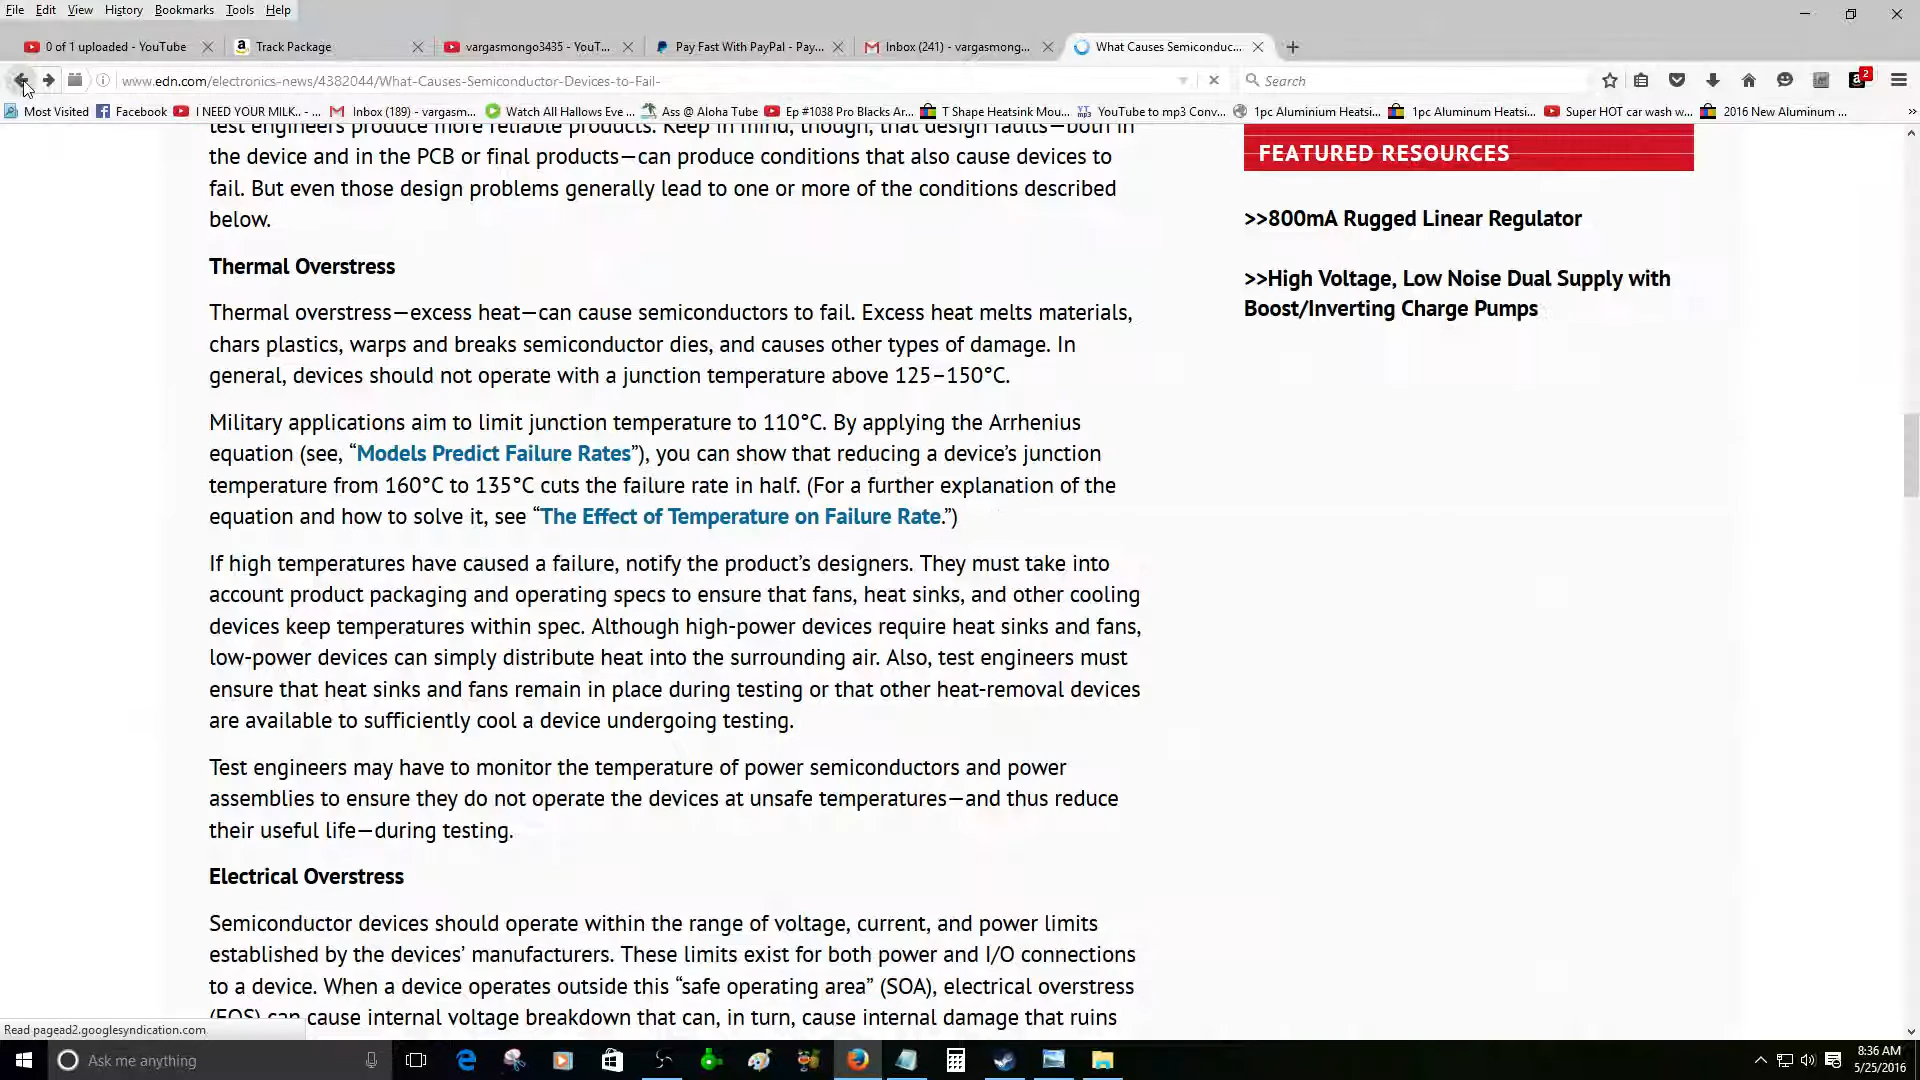 File Edit View History Bookmarks Tools Help
0 of 1 uploaded - YouTube
Track Package
vargasmongo3435 - YouT...
Pay Fast With PayPal - Pay...
Inbox (241) - vargasmong...
What Causes Semiconduc...
www.edn.com/electronics-news/4382044/What-Causes-Semiconductor-Devices-to-Fail-
Search
2
Most Visited Facebook I NEED YOUR MILK.. - ... Inbox (189) - vargasm... Watch All Hallows Eve ... Ass @ Aloha Tube Ep #1038 Pro Blacks Ar... T Shape Heatsink Mou... YouTube to mp3 Conv... 1pc Aluminium Heatsi... 1pc Aluminum Heatsi... Super HOT car wash w... 2016 New Aluminum ...
test engineers produce more reliable products. Keep in mind, though, that design faults—both in
the device and in the PCB or final products—can produce conditions that also cause devices to
fail. But even those design problems generally lead to one or more of the conditions described
below.
Thermal Overstress
Thermal overstress—excess heat—can cause semiconductors to fail. Excess heat melts materials,
chars plastics, warps and breaks semiconductor dies, and causes other types of damage. In
general, devices should not operate with a junction temperature above 125–150°C.
Military applications aim to limit junction temperature to 110°C. By applying the Arrhenius
equation (see, “Models Predict Failure Rates”), you can show that reducing a device’s junction
temperature from 160°C to 135°C cuts the failure rate in half. (For a further explanation of the
equation and how to solve it, see “The Effect of Temperature on Failure Rate.”)
If high temperatures have caused a failure, notify the product’s designers. They must take into
account product packaging and operating specs to ensure that fans, heat sinks, and other cooling
devices keep temperatures within spec. Although high-power devices require heat sinks and fans,
low-power devices can simply distribute heat into the surrounding air. Also, test engineers must
ensure that heat sinks and fans remain in place during testing or that other heat-removal devices
are available to sufficiently cool a device undergoing testing.
Test engineers may have to monitor the temperature of power semiconductors and power
assemblies to ensure they do not operate the devices at unsafe temperatures—and thus reduce
their useful life—during testing.
Electrical Overstress
Semiconductor devices should operate within the range of voltage, current, and power limits
established by the devices’ manufacturers. These limits exist for both power and I/O connections
to a device. When a device operates outside this “safe operating area” (SOA), electrical overstress
(EOS) can cause internal voltage breakdown that can, in turn, cause internal damage that ruins
FEATURED RESOURCES
>>800mA Rugged Linear Regulator
>>High Voltage, Low Noise Dual Supply with
Boost/Inverting Charge Pumps
Read pagead2.googlesyndication.com
Ask me anything
8:36 AM
5/25/2016